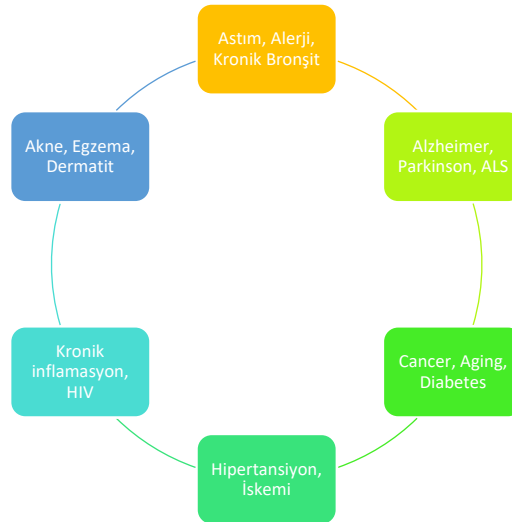 Astım, Alerji,
Kronik Bronşit
Alzheimer,
Parkinson, ALS
Cancer, Aging,
Diabetes
Hipertansiyon,
İskemi
Kronik
inflamasyon,
HIV
Akne, Egzema,
Dermatit